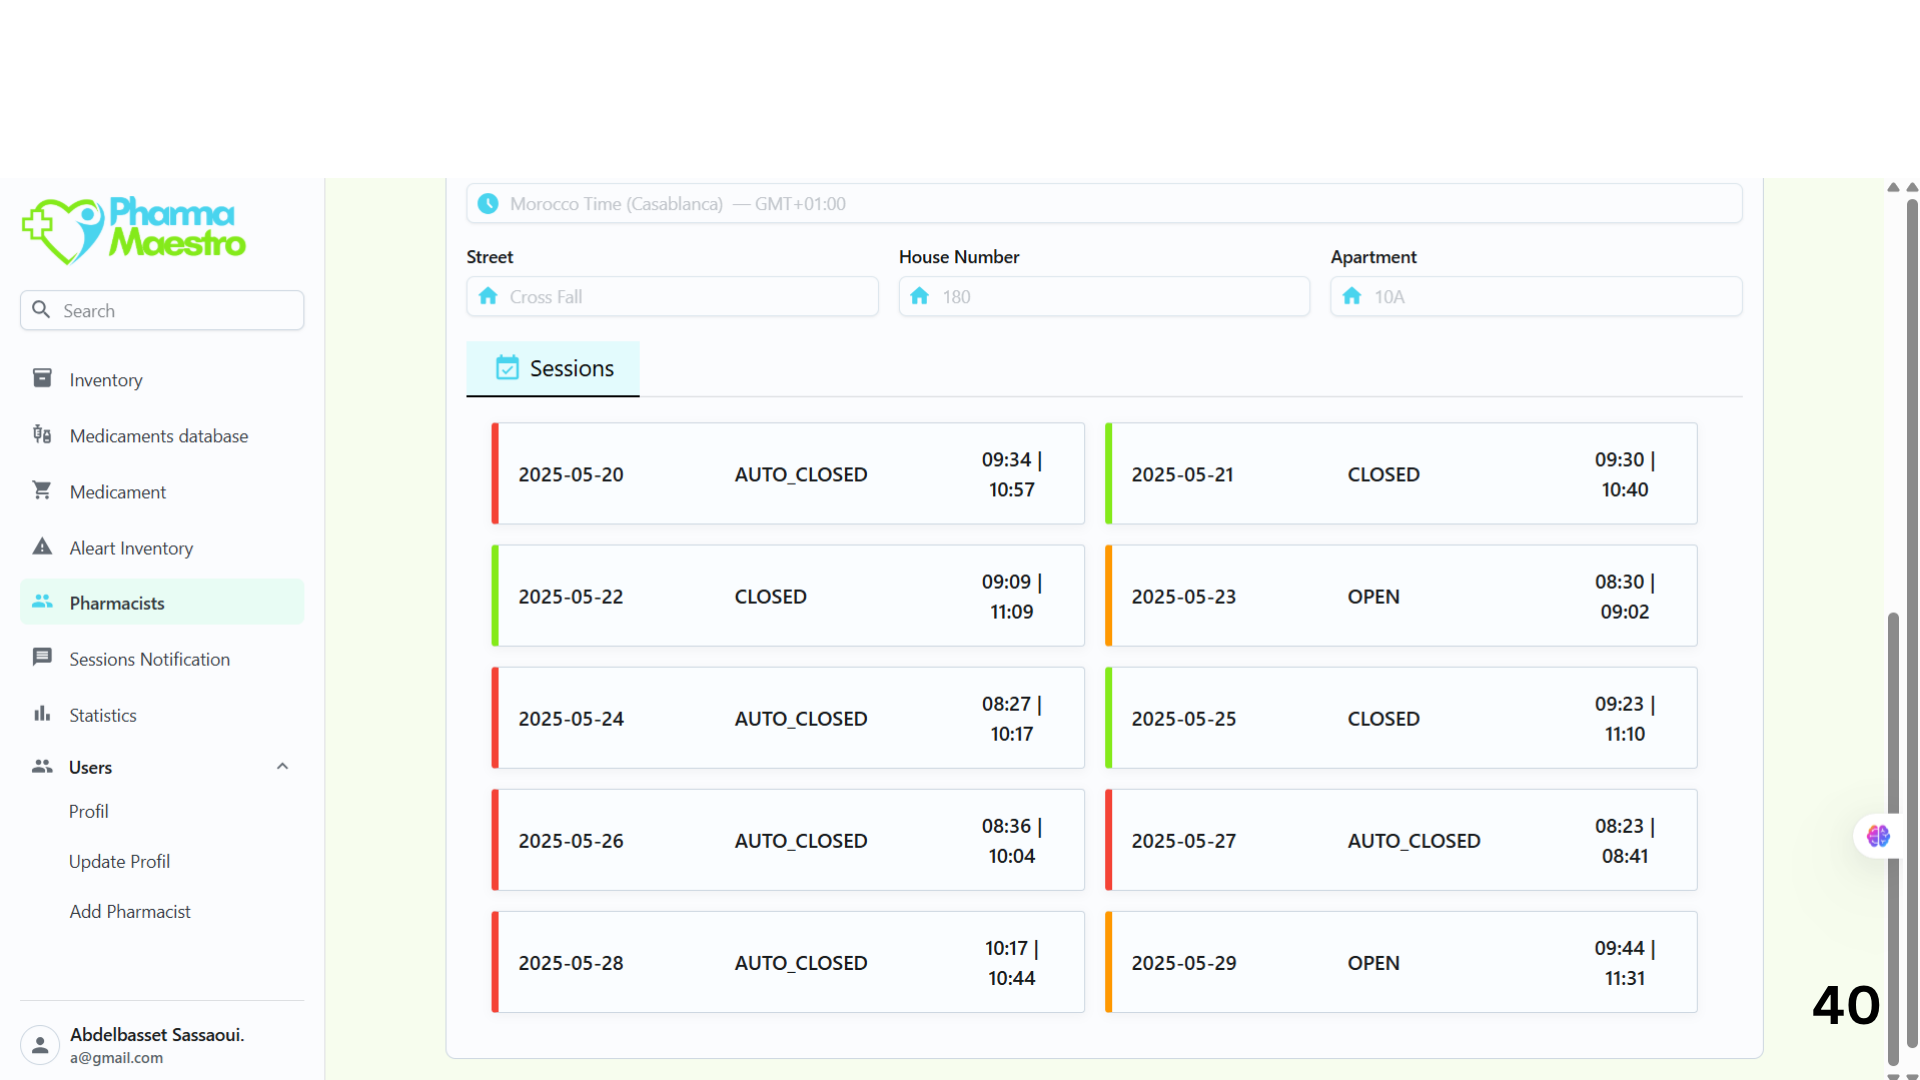 Pharma
Maestro
Search
Inventory
Medicaments database
Medicament
Aleart Inventory
Pharmacists
Sessions Notification
Statistics
Users
Profil
Update Profil
Add Pharmacist
Abdelbasset Sassaoui.
a@gmail.com
Morocco Time (Casablanca) — GMT+01:00
Street House Number Apartment
Cross Fall 180 10A
Sessions
2025-05-20 AUTO_CLOSED 09:34 |
10:57
2025-05-21 CLOSED 09:30 |
10:40
2025-05-22 CLOSED 09:09 |
11:09
2025-05-23 OPEN 08:30 |
09:02
2025-05-24 AUTO_CLOSED 08:27 |
10:17
2025-05-25 CLOSED 09:23 |
11:10
2025-05-26 AUTO_CLOSED 08:36 |
10:04
2025-05-27 AUTO_CLOSED 08:23 |
08:41
2025-05-28 AUTO_CLOSED 10:17 |
10:44
2025-05-29 OPEN 09:44 |
11:31
40